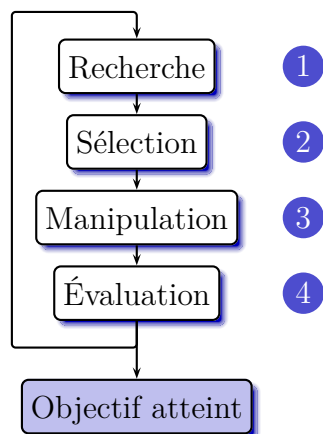 Recherche 1
Sélection 2
Manipulation 3
Évaluation 4
Objectif atteint